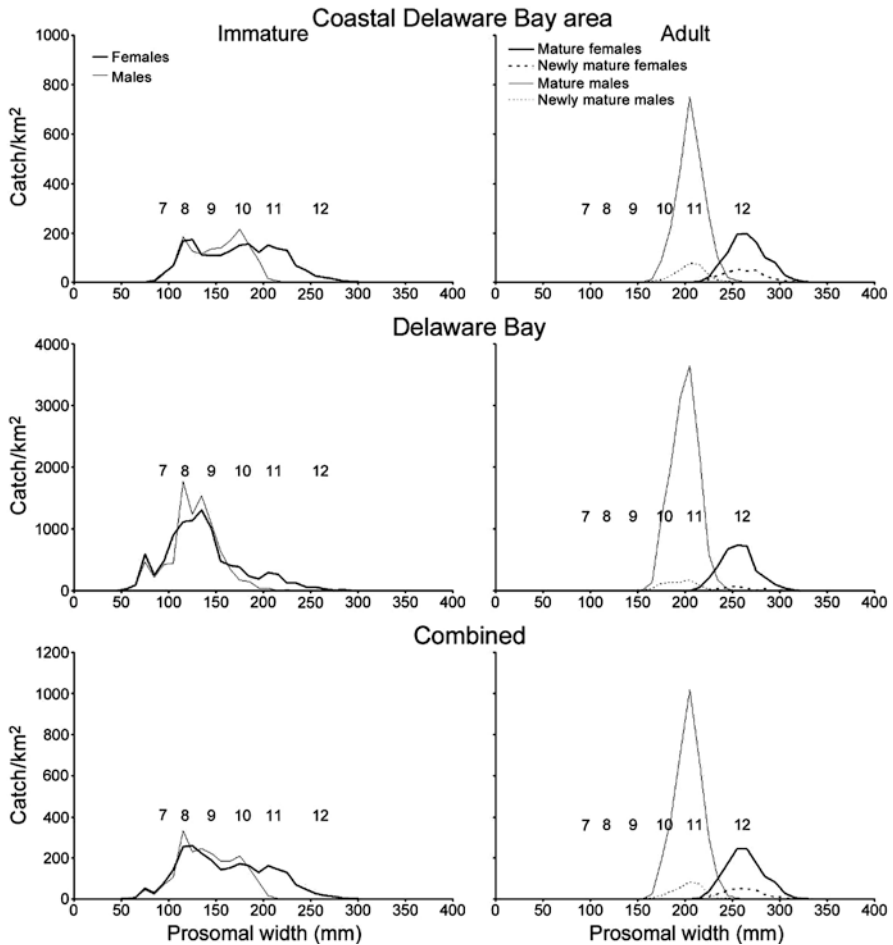 Coastal Delaware Bay area
Immature
Adult
Catch/km²
1000
800
600
400
200
0
Females
Males
7 8 9 10 11 12
0 50 100 150 200 250 300 350 400
Mature females
Newly mature females
Mature males
Newly mature males
7 8 9 10 11 12
0 50 100 150 200 250 300 350 400
Delaware Bay
Catch/km²
4000
3000
2000
1000
0
7 8 9 10 11 12
0 50 100 150 200 250 300 350 400
7 8 9 10 11 12
0 50 100 150 200 250 300 350 400
Combined
Catch/km²
1200
1000
800
600
400
200
0
7 8 9 10 11 12
0 50 100 150 200 250 300 350 400
Prosomal width (mm)
7 8 9 10 11 12
0 50 100 150 200 250 300 350 400
Prosomal width (mm)